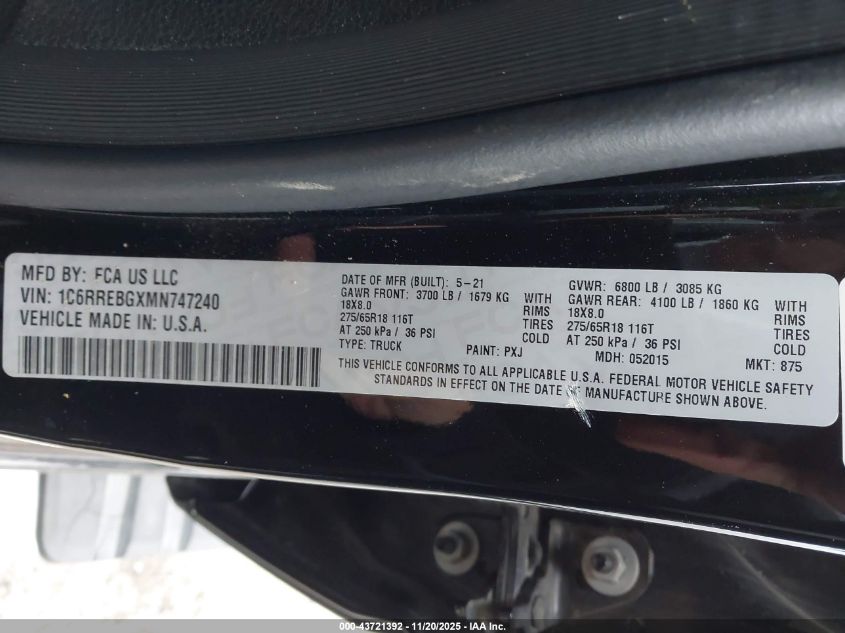 MFD BY: FCA US LLC
VIN: 1C6RREBGXMN747240
VEHICLE MADE IN: U.S.A.
DATE OF MFR (BUILT): 5-21
GAWR FRONT: 3700 LB / 1679 KG WITH
18X8.0 RIMS
275/65R18 116T TIRES
AT 250 kPa / 36 PSI COLD
TYPE: TRUCK PAINT: PXJ
GVWR: 6800 LB / 3085 KG
GAWR REAR: 4100 LB / 1860 KG WITH
18X8.0 RIMS
275/65R18 116T TIRES
AT 250 kPa / 36 PSI COLD
MDH: 052015 MKT: 875
THIS VEHICLE CONFORMS TO ALL APPLICABLE U.S.A. FEDERAL MOTOR VEHICLE SAFETY
STANDARDS IN EFFECT ON THE DATE MANUFACTURE SHOWN ABOVE.
000-43721392 - 11/20/2025 - IAA Inc.